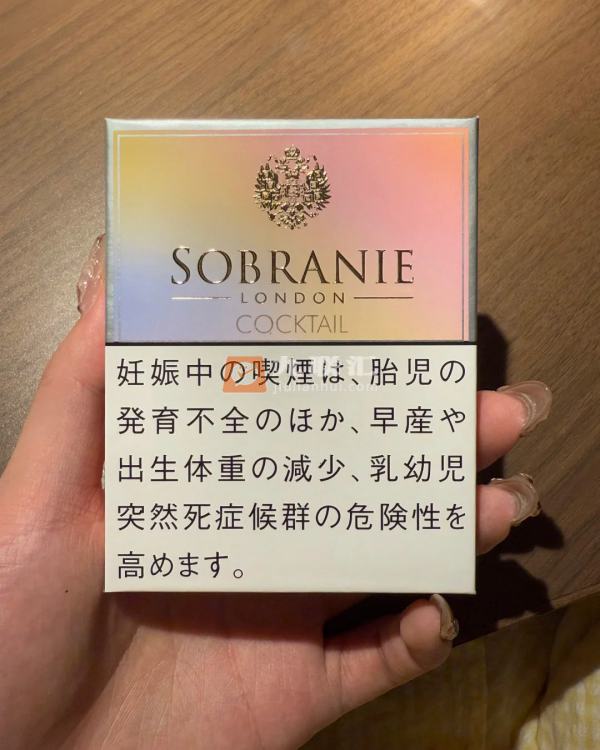 SOBRANIE
LONDON
COCKTAIL
妊娠中の喫煙は、胎児の
発育不全のほか、早産や
出生体重の減少、乳幼児
突然死症候群の危険性を
高めます。